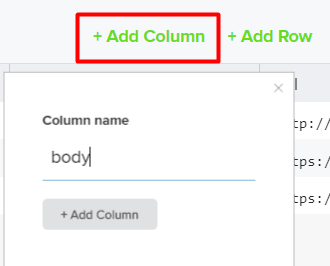 + Add Column + Add Row
Column name
body
+ Add Column
tp://
tps:/
tps:/